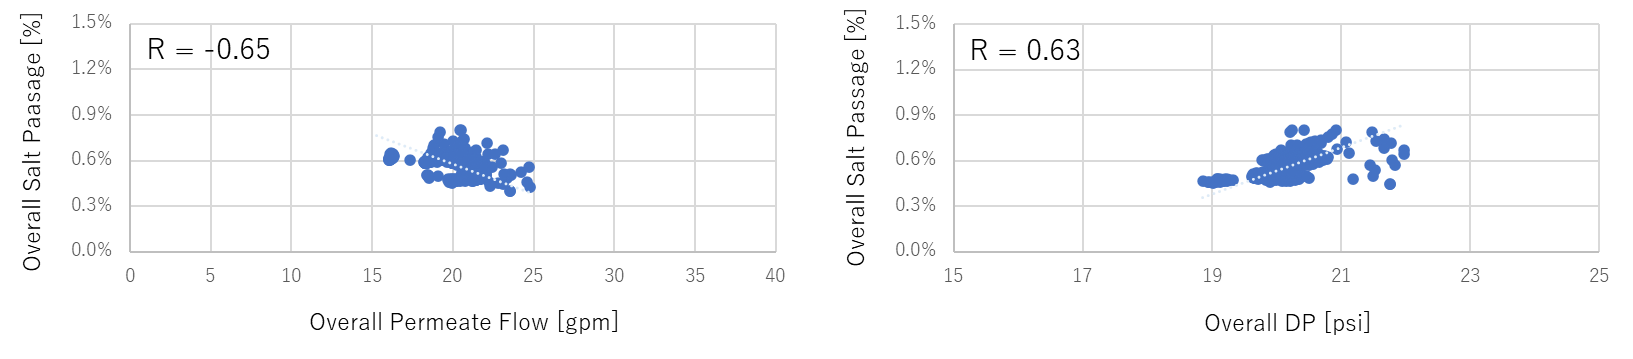 Overall Salt Paasage [%]
1.5%
1.2%
0.9%
0.6%
0.3%
0.0%
R = -0.65
0 5 10 15 20 25 30 35 40
Overall Permeate Flow [gpm]
Overall Salt Passage [%]
1.5%
1.2%
0.9%
0.6%
0.3%
0.0%
R = 0.63
15 17 19 21 23 25
Overall DP [psi]